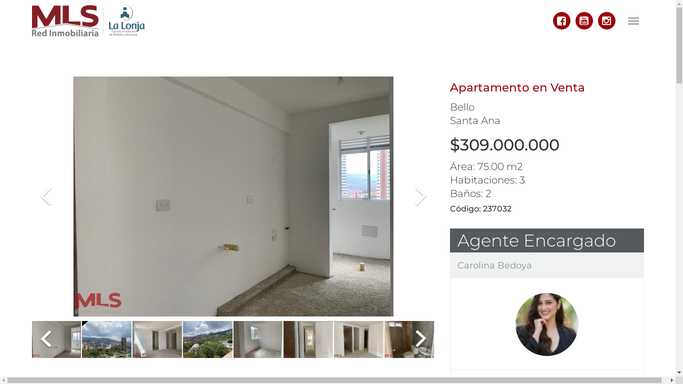 MLS
Red Inmobiliaria
La Lonja
Apartamento en Venta
Bello
Santa Ana
$309.000.000
Área: 75.00 m2
Habitaciones: 3
Baños: 2
Código: 237032
MLS
Agente Encargado
Carolina Bedoya